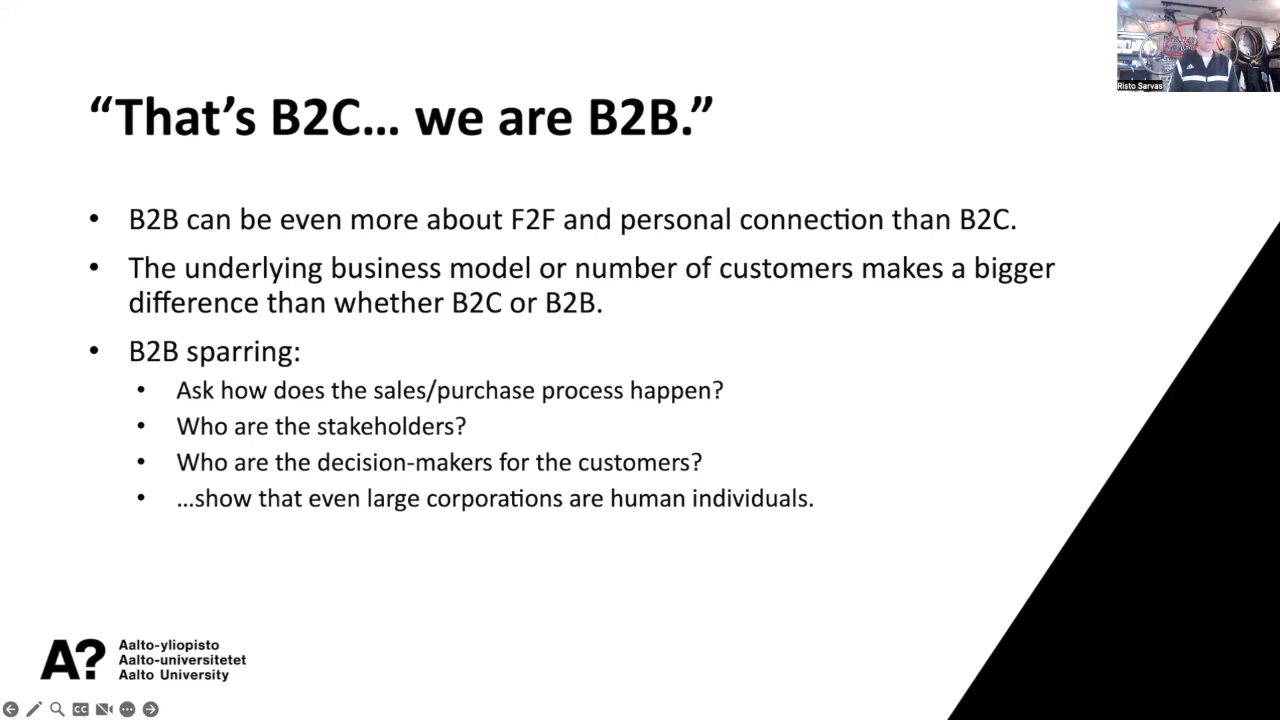 Risto Sarvas
“That’s B2C... we are B2B.”
• B2B can be even more about F2F and personal connection than B2C.
• The underlying business model or number of customers makes a bigger
difference than whether B2C or B2B.
• B2B sparring:
• Ask how does the sales/purchase process happen?
• Who are the stakeholders?
• Who are the decision-makers for the customers?
• ...show that even large corporations are human individuals.
A?
Aalto-yliopisto
Aalto-universitetet
Aalto University
CC